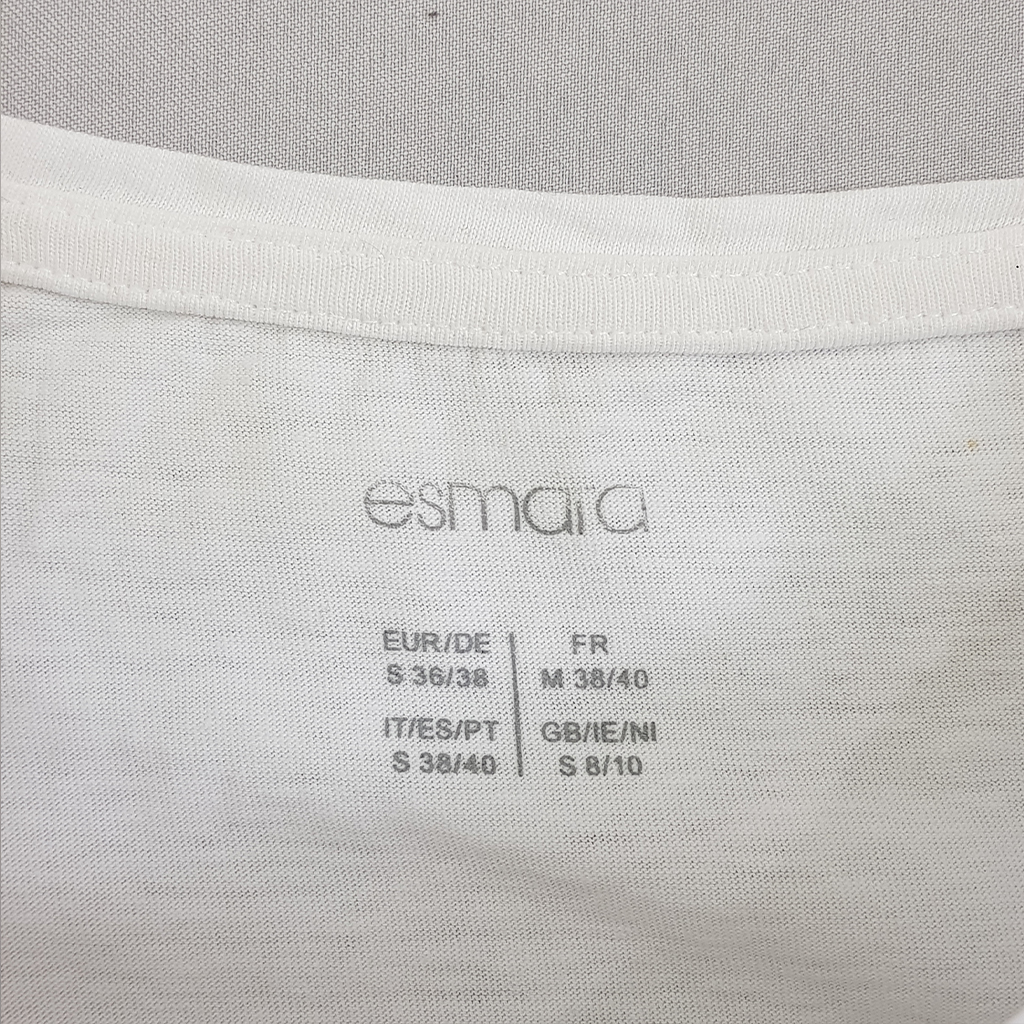 esmara
EUR/DE
S 36/38
FR
M 38/40
IT/ES/PT
S 38/40
GB/IE/NI
S 8/10